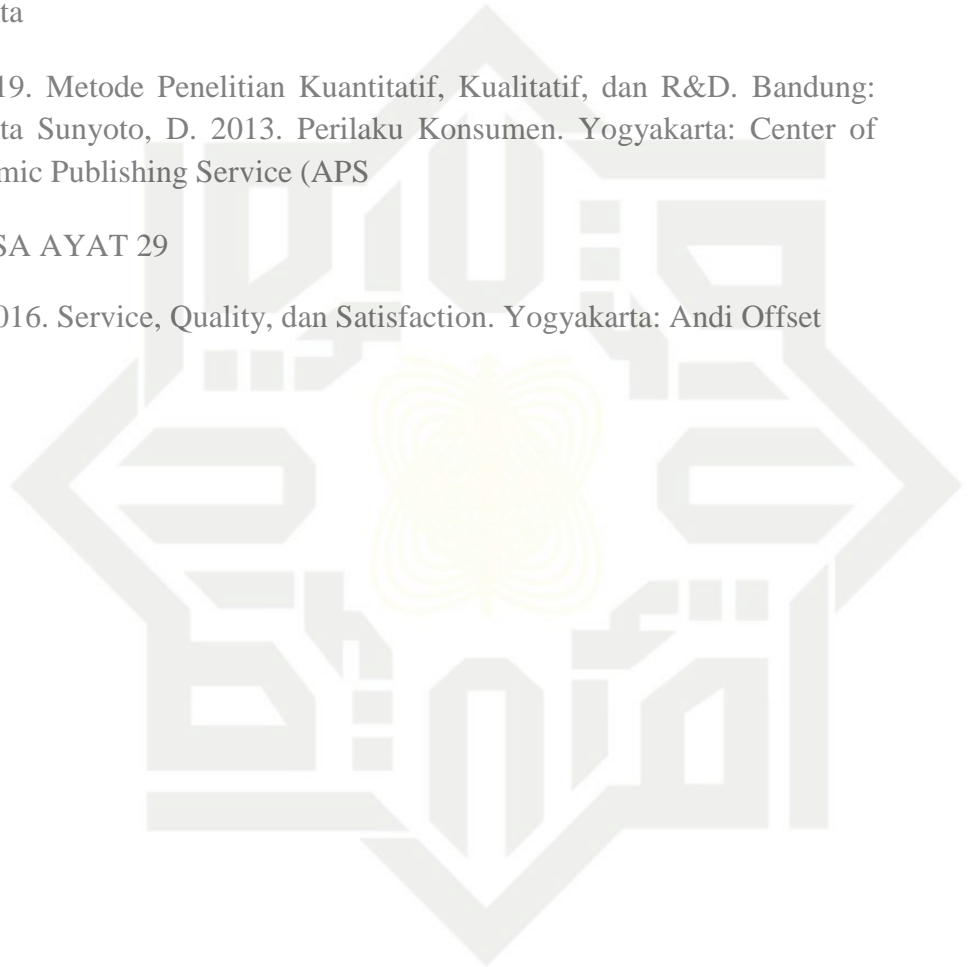 ta
19. Metode Penelitian Kuantitatif, Kualitatif, dan R&D. Bandung:
ta Sunyoto, D. 2013. Perilaku Konsumen. Yogyakarta: Center of
mic Publishing Service (APS
SA AYAT 29
016. Service, Quality, dan Satisfaction. Yogyakarta: Andi Offset